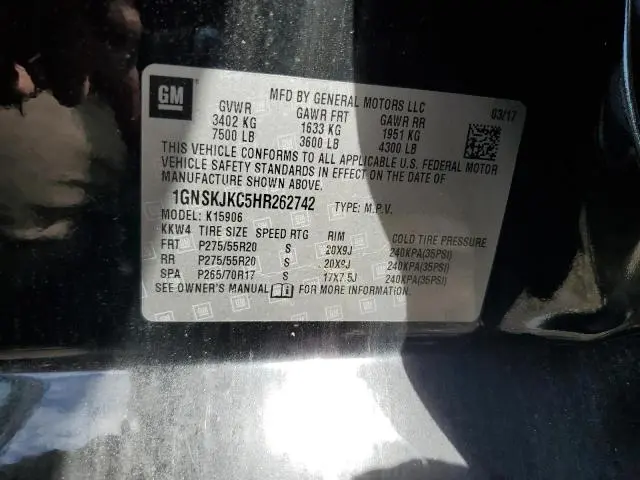 GM
MFD BY GENERAL MOTORS LLC 03/17
GVWR GAWR FRT GAWR RR
3402 KG 1633 KG 1951 KG
7500 LB 3600 LB 4300 LB
THIS VEHICLE CONFORMS TO ALL APPLICABLE U.S. FEDERAL MOTOR
VEHICLE SAFETY STANDARDS IN EFFECT ON THE DATE OF
MANUFACTURE SHOWN ABOVE.
1GNSKJKC5HR262742 TYPE: M.P.V.
MODEL: K15906
KKW4 TIRE SIZE SPEED RTG RIM COLD TIRE PRESSURE
FRT P275/55R20 S 20X9J 240KPA(35PSI)
RR P275/55R20 S 20X9J 240KPA(35PSI)
SPA P265/70R17 S 17X7.5J 240KPA(35PSI)
SEE OWNER'S MANUAL FOR MORE INFORMATION.